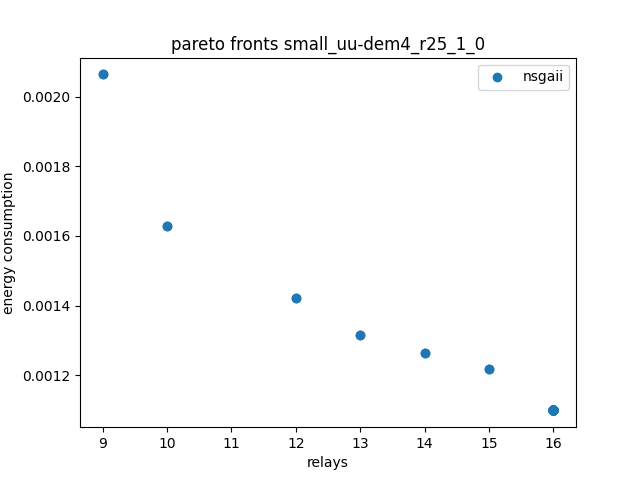 pareto fronts small_uu-dem4_r25_1_0
nsgaii
energy consumption
0.0020
0.0018
0.0016
0.0014
0.0012
9 10 11 12 13 14 15 16
relays